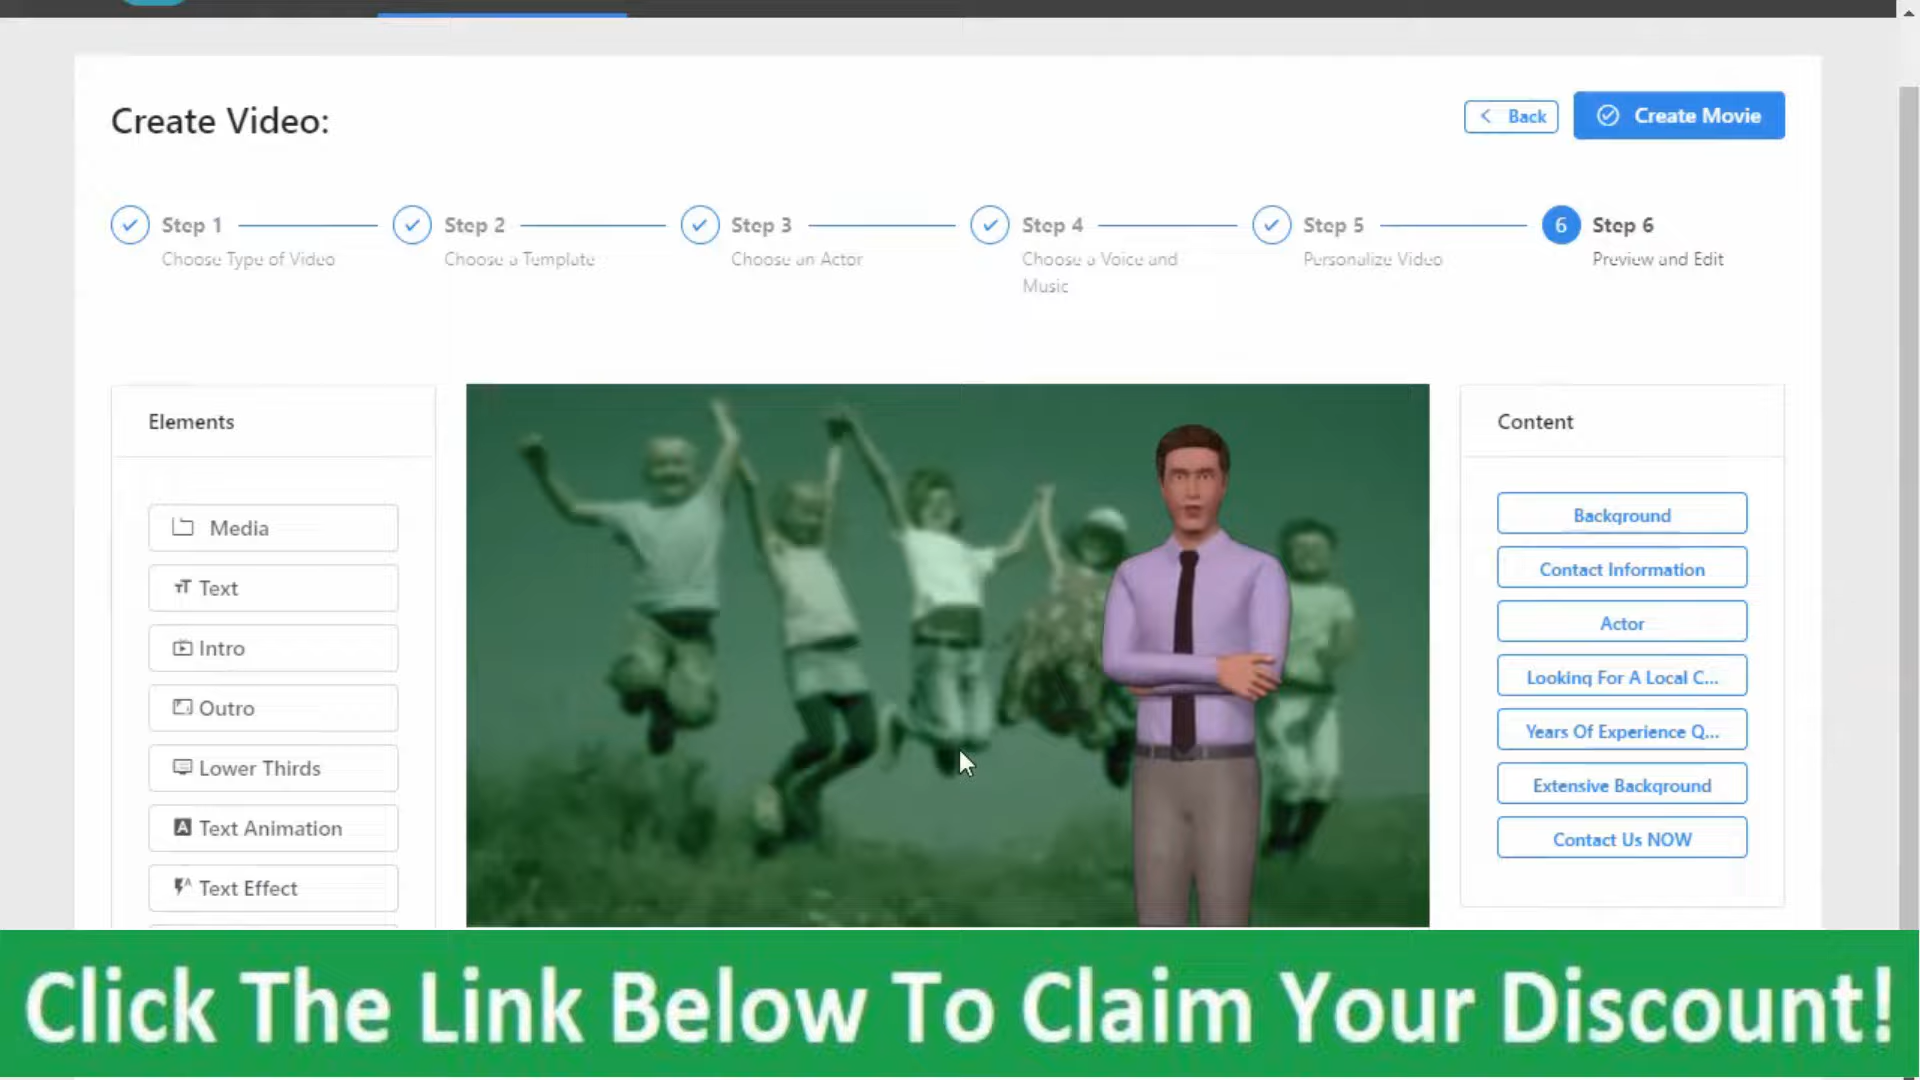 Create Video:
Back
Create Movie
Step 1
Choose Type of Video
Step 2
Choose a Template
Step 3
Choose an Actor
Step 4
Choose a Voice and
Music
Step 5
Personalize Video
6
Step 6
Preview and Edit
Elements
Media
Text
Intro
Outro
Lower Thirds
Text Animation
Text Effect
Content
Background
Contact Information
Actor
Looking For A Local C...
Years Of Experience Q...
Extensive Background
Contact Us NOW
Click The Link Below To Claim Your Discount!